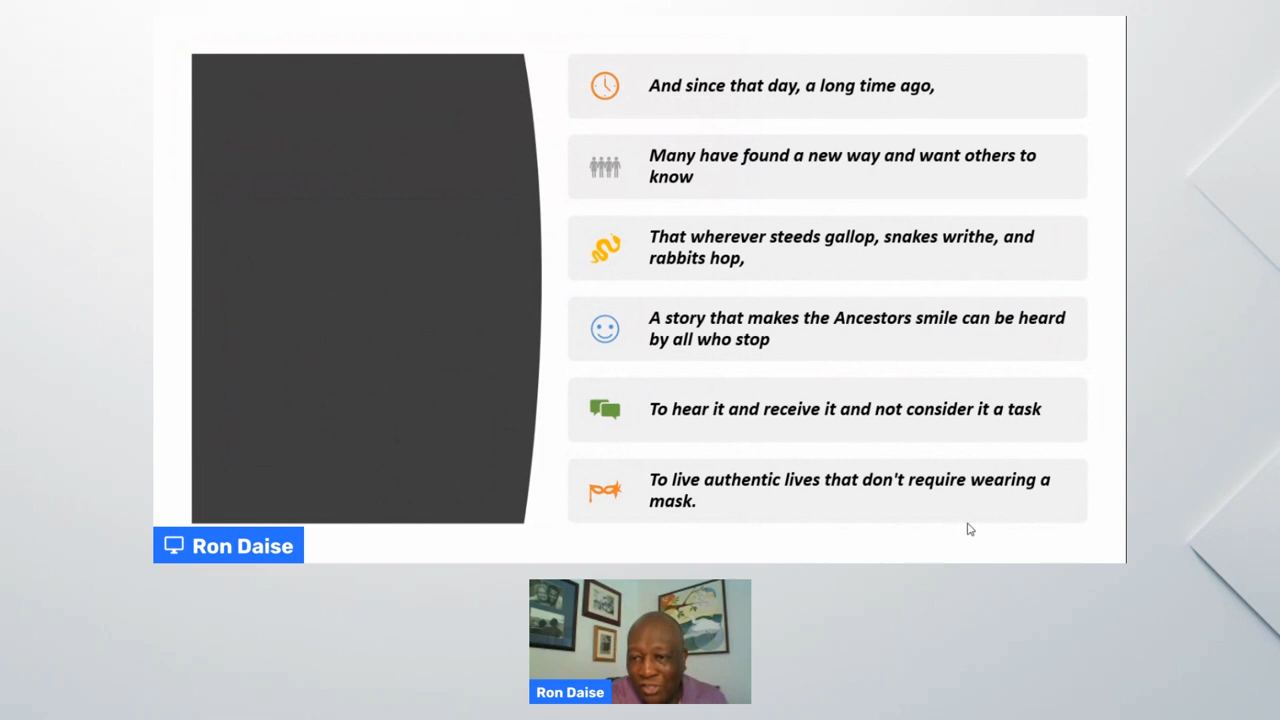 And since that day, a long time ago,
Many have found a new way and want others to
know
That wherever steeds gallop, snakes writhe, and
rabbits hop,
A story that makes the Ancestors smile can be heard
by all who stop
To hear it and receive it and not consider it a task
To live authentic lives that don't require wearing a
mask.
Ron Daise
Ron Daise